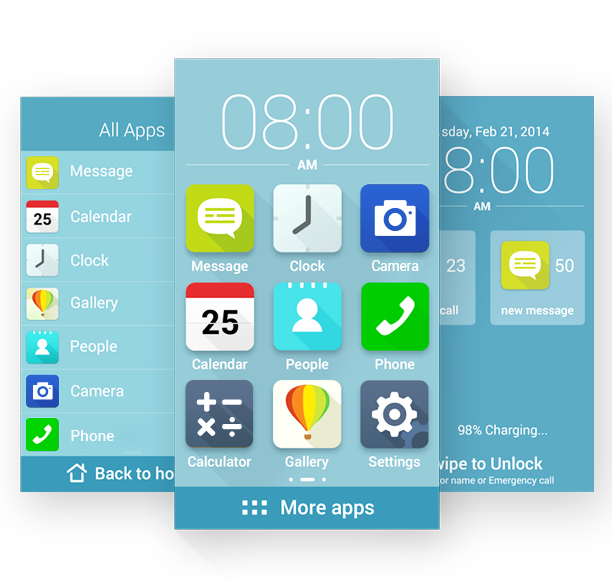 All Apps
Message
25
Calendar
Clock
Gallery
People
Camera
Phone
Back to ho
08:00
AM
Message
Clock
Camera
25
Calendar
People
Phone
Calculator
Gallery
Settings
More apps
sday, Feb 21, 2014
8:00
AM
23
50
call
new message
98% Charging...
wipe to Unlock
or name or Emergency call